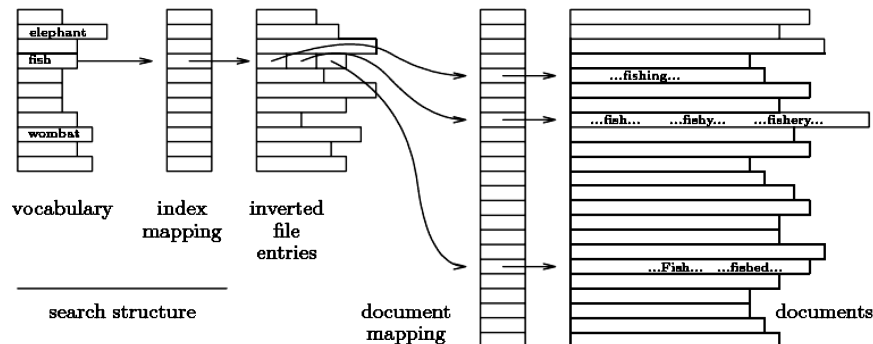 elephant
fish
wombat
...fishing...
...fish... ...fishy... ...fishery...
...Fish... ...fished...
vocabulary
index
mapping
inverted
file
entries
search structure
document
mapping
documents